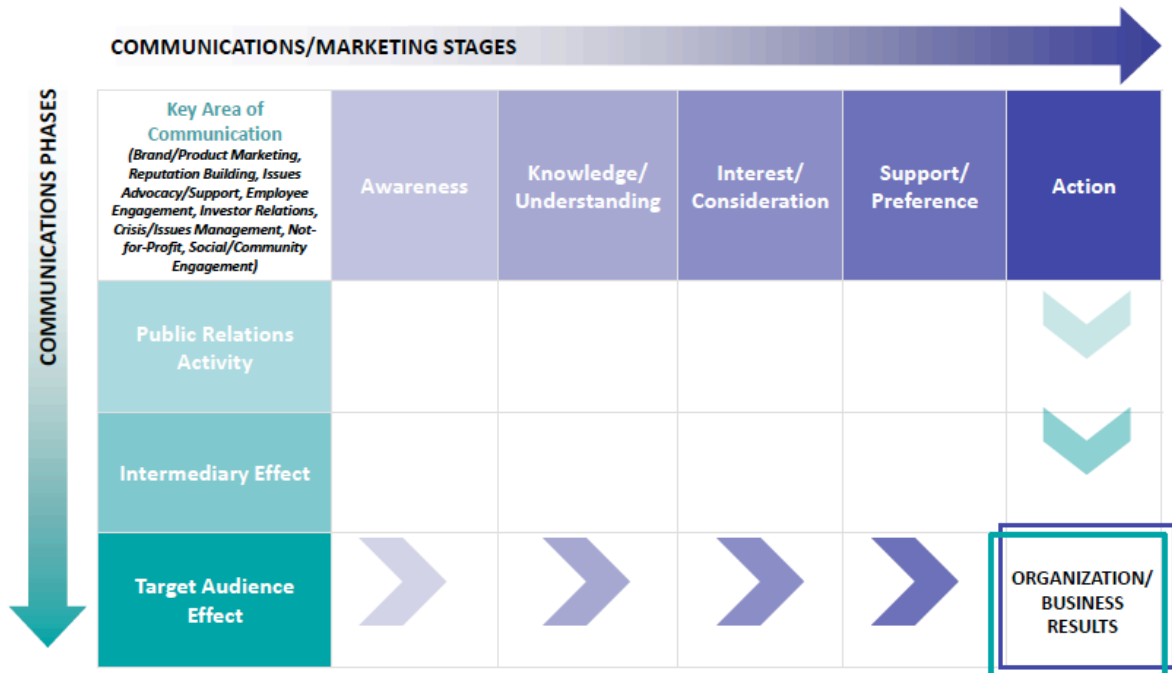 COMMUNICATIONS/MARKETING STAGES
COMMUNICATIONS PHASES
Key Area of
Communication
(Brand/Product Marketing,
Reputation Building, Issues
Advocacy/Support, Employee
Engagement, Investor Relations,
Crisis/Issues Management, Not-
for-Profit, Social/Community
Engagement)
Awareness
Knowledge/
Understanding
Interest/
Consideration
Support/
Preference
Action
Public Relations
Activity
Intermediary Effect
Target Audience
Effect
ORGANIZATION/
BUSINESS
RESULTS